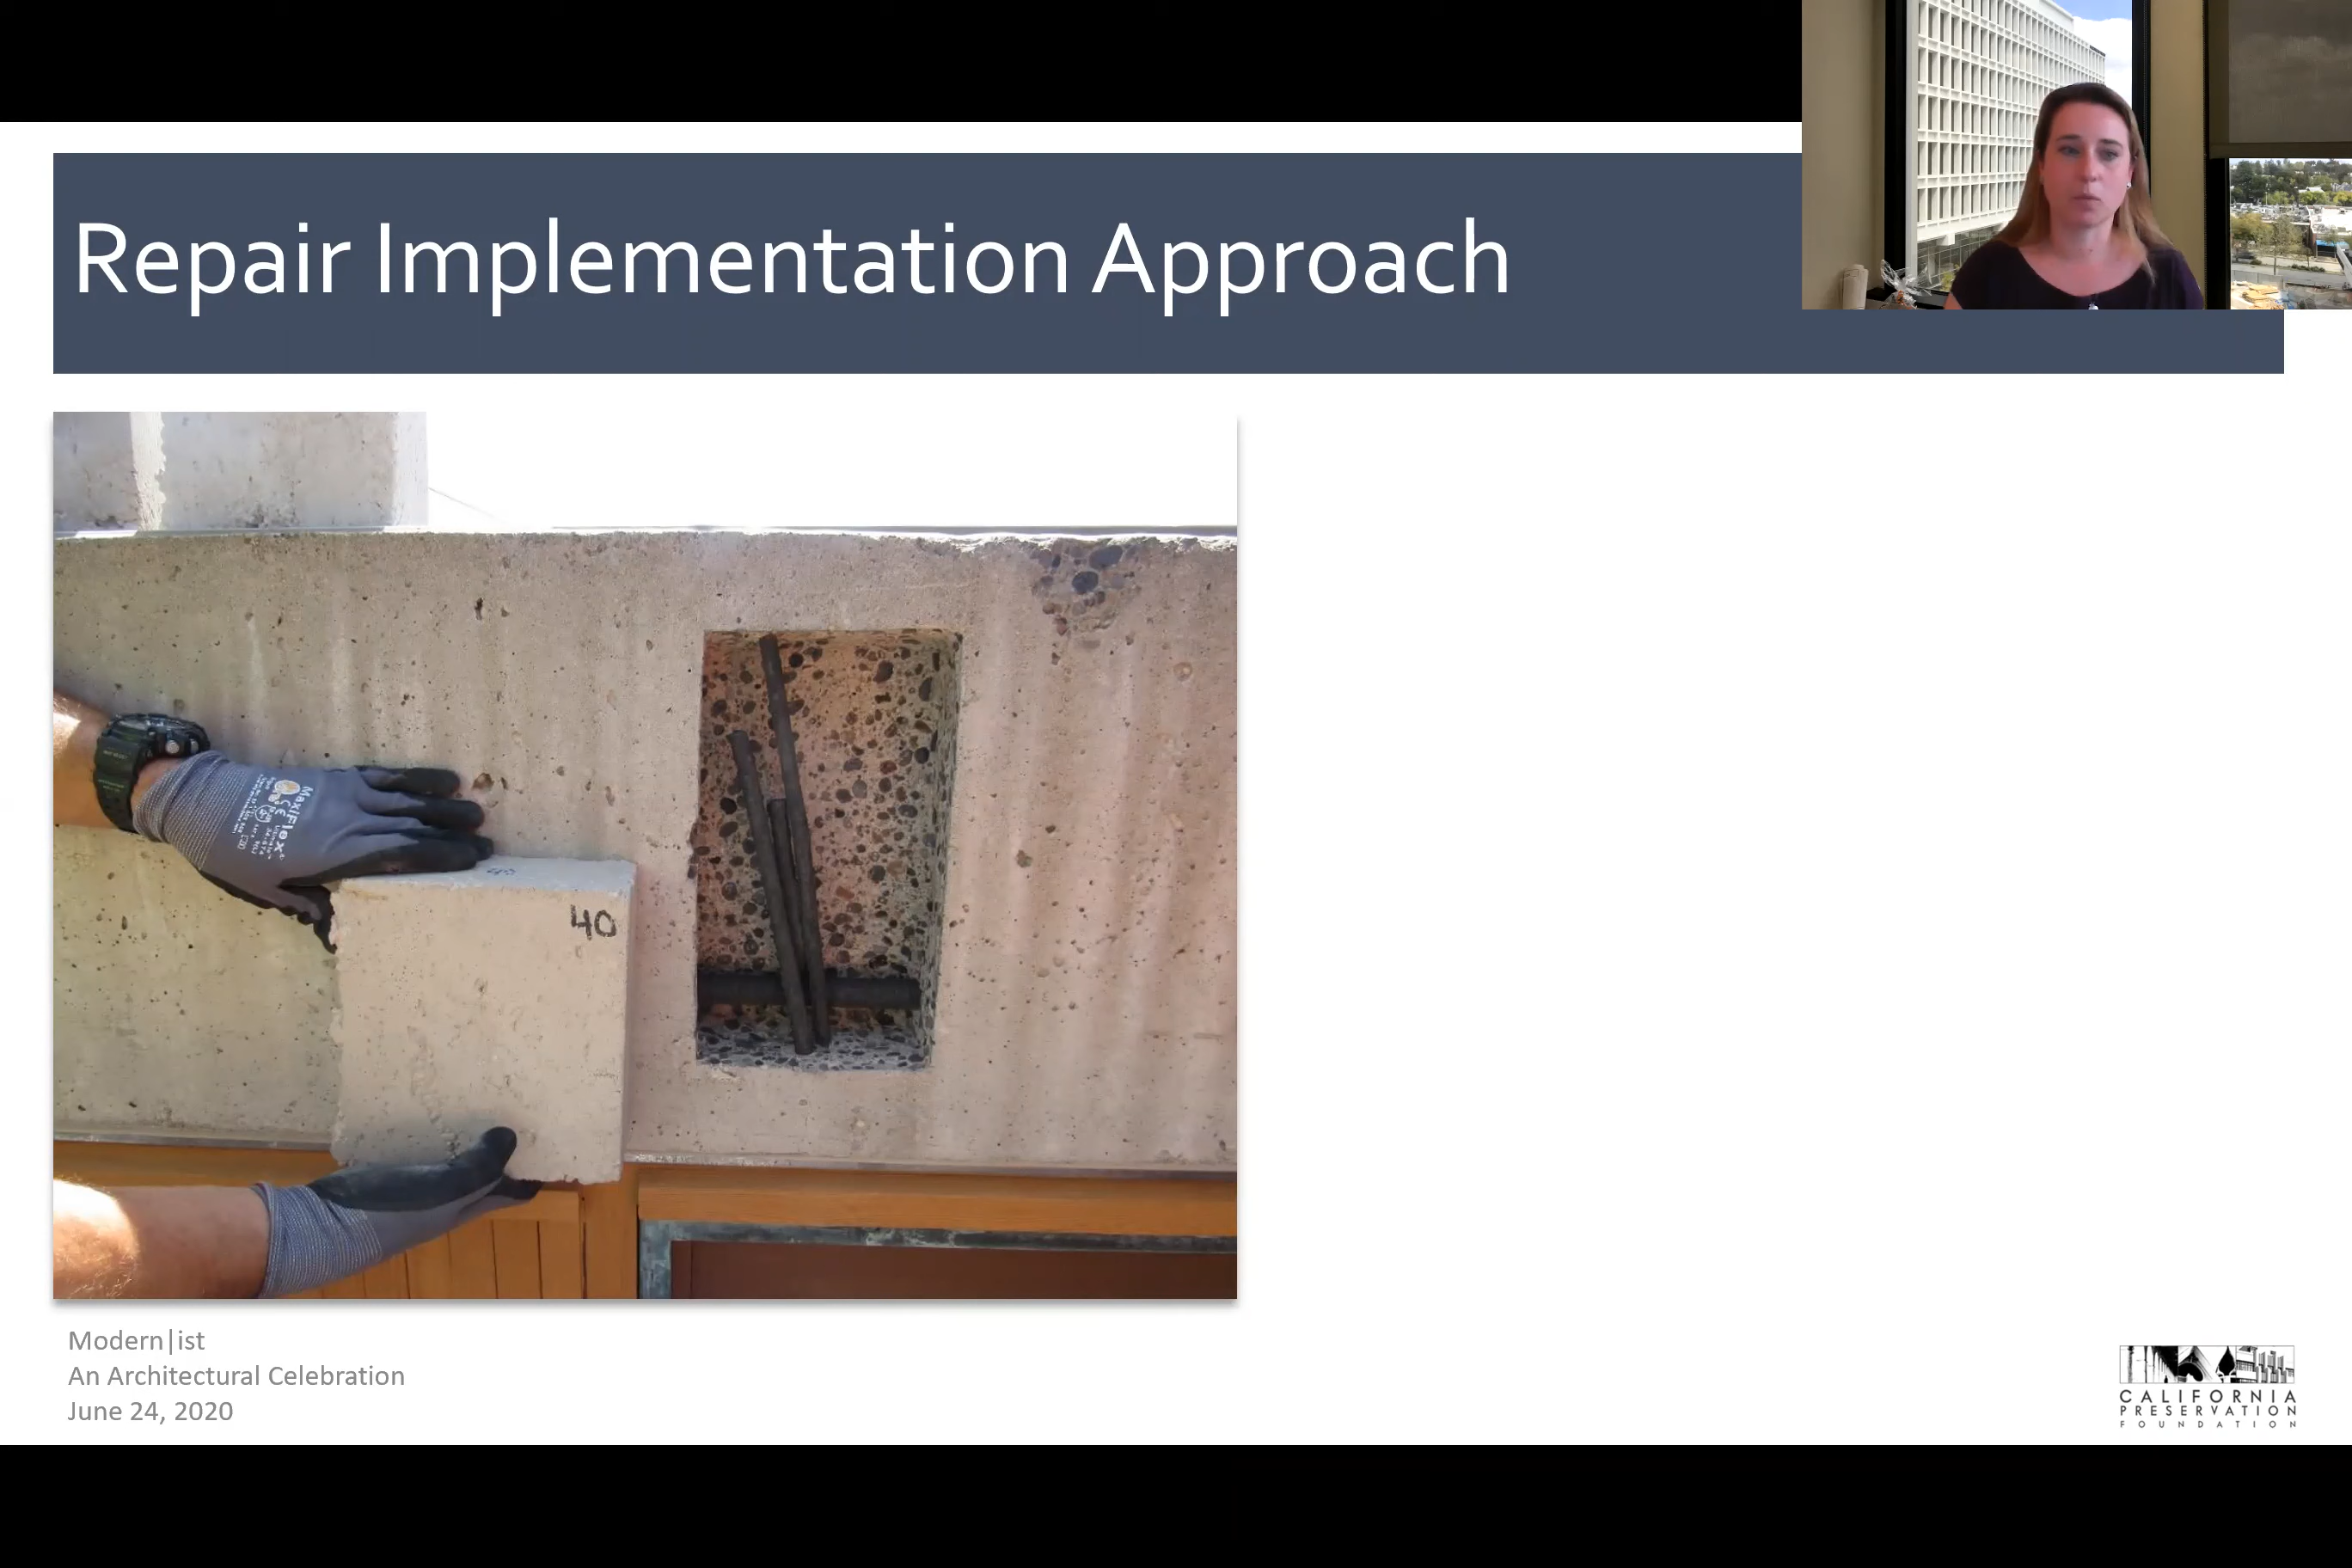 Repair Implementation Approach
MaxiFlex
40
Modern|ist
An Architectural Celebration
June 24, 2020
CALIFORNIA
PRESERVATION
FOUNDATION